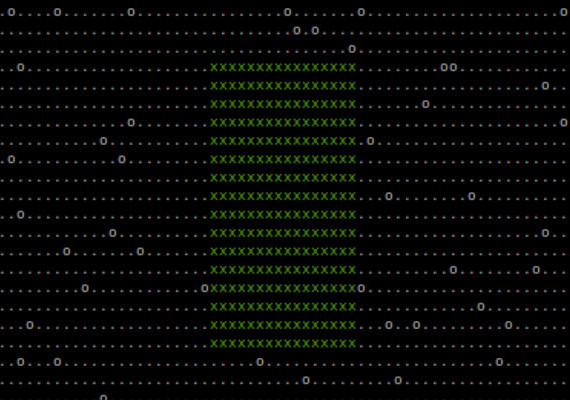 .o....o.......o................o.......o.....................o
................................o.o...........................
......................................o.......................
..o....................xxxxxxxxxxxxxxxx.........oo............
.......................xxxxxxxxxxxxxxxx....................o..
.......................xxxxxxxxxxxxxxxx.......o...............
..............o........xxxxxxxxxxxxxxxx......................o
...........o...........xxxxxxxxxxxxxxxx.o.....................
.o...........o.........xxxxxxxxxxxxxxxx.......................
.......................xxxxxxxxxxxxxxxx.......................
.......................xxxxxxxxxxxxxxxx...o........o..........
..o....................xxxxxxxxxxxxxxxx.......................
............o..........xxxxxxxxxxxxxxxx....................o..
.......o.......o.......xxxxxxxxxxxxxxxx.......................
.......................xxxxxxxxxxxxxxxx..........o........o...
.........o............oxxxxxxxxxxxxxxxxo......................
.......................xxxxxxxxxxxxxxxx.............o.........
...o...................xxxxxxxxxxxxxxxx...o..o.........o......
.......................xxxxxxxxxxxxxxxx.......................
..o...o.....................o.........................o.......
.................................o.........o..................